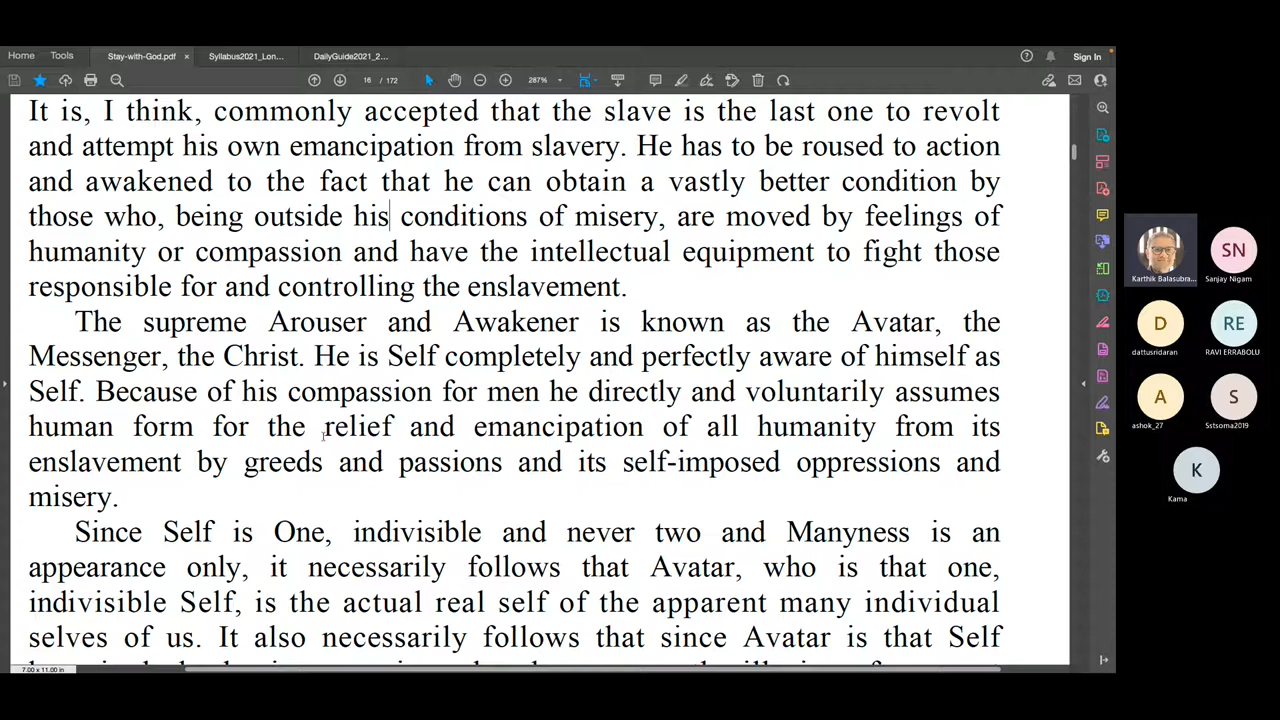 Home Tools Stay-with-God.pdf × Syllabus2021_Lon... DailyGuide2021_2... Sign In
16 / 172 287%
It is, I think, commonly accepted that the slave is the last one to revolt
and attempt his own emancipation from slavery. He has to be roused to action
and awakened to the fact that he can obtain a vastly better condition by
those who, being outside his conditions of misery, are moved by feelings of
humanity or compassion and have the intellectual equipment to fight those
responsible for and controlling the enslavement.
The supreme Arouser and Awakener is known as the Avatar, the
Messenger, the Christ. He is Self completely and perfectly aware of himself as
Self. Because of his compassion for men he directly and voluntarily assumes
human form for the relief and emancipation of all humanity from its
enslavement by greeds and passions and its self-imposed oppressions and
misery.
Since Self is One, indivisible and never two and Manyness is an
appearance only, it necessarily follows that Avatar, who is that one,
indivisible Self, is the actual real self of the apparent many individual
selves of us. It also necessarily follows that since Avatar is that Self
7.00 x 11.00 in
Karthik Balasubra...
SN
Sanjay Nigam
D
dattusridaran
RE
RAVI ERRABOLU
A
ashok_27
S
Sstsoma2019
K
Kama